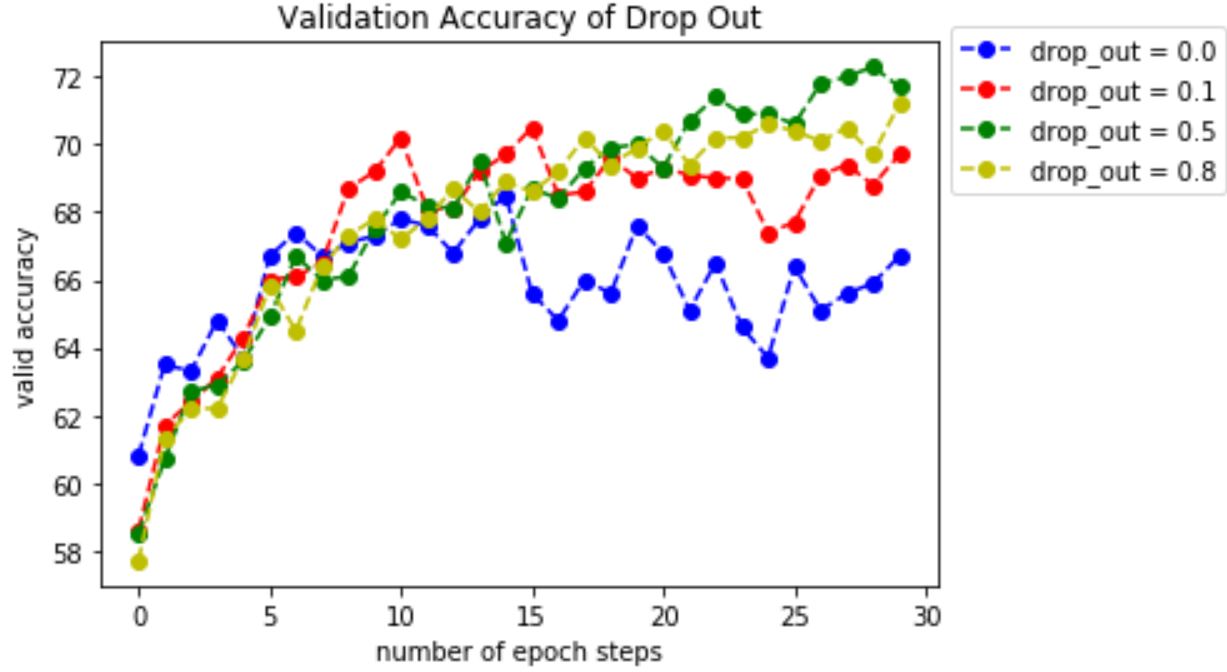 Validation Accuracy of Drop Out
drop_out = 0.0
drop_out = 0.1
drop_out = 0.5
drop_out = 0.8
valid accuracy
72
70
68
66
64
62
60
58
0 5 10 15 20 25 30
number of epoch steps